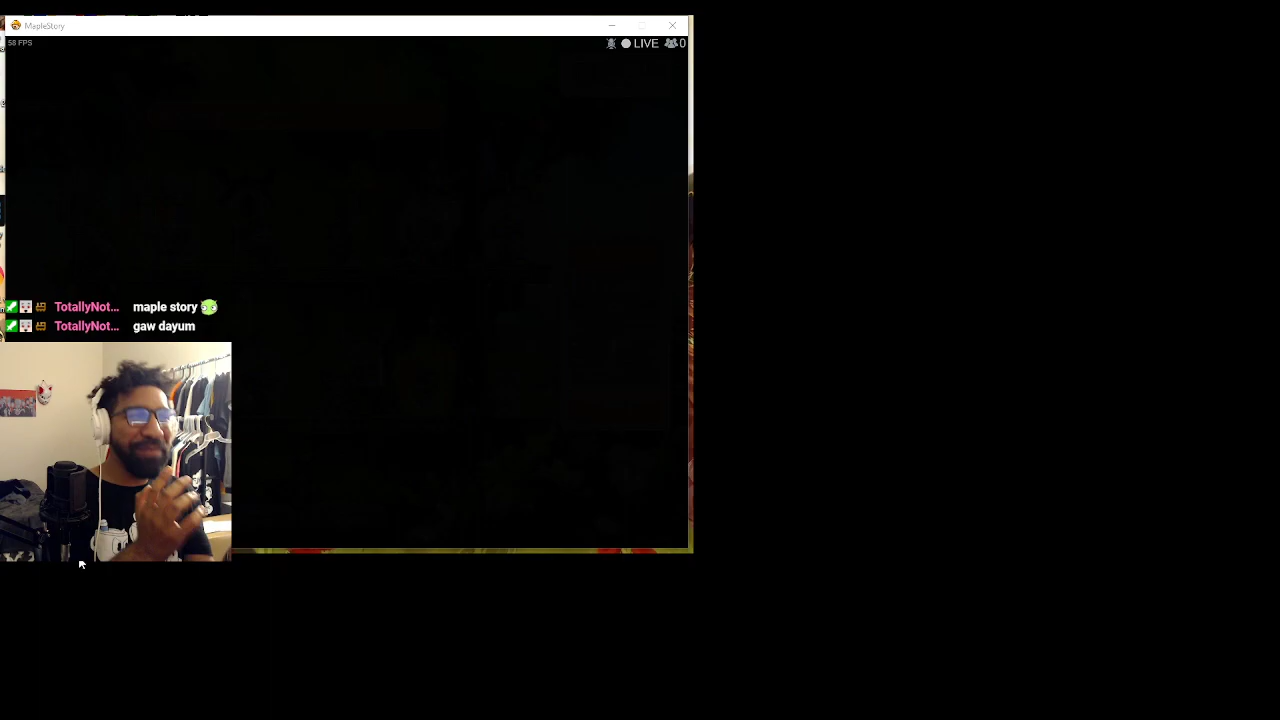 MapleStory
58 FPS
LIVE 0
TotallyNot... maple story
TotallyNot... gaw dayum